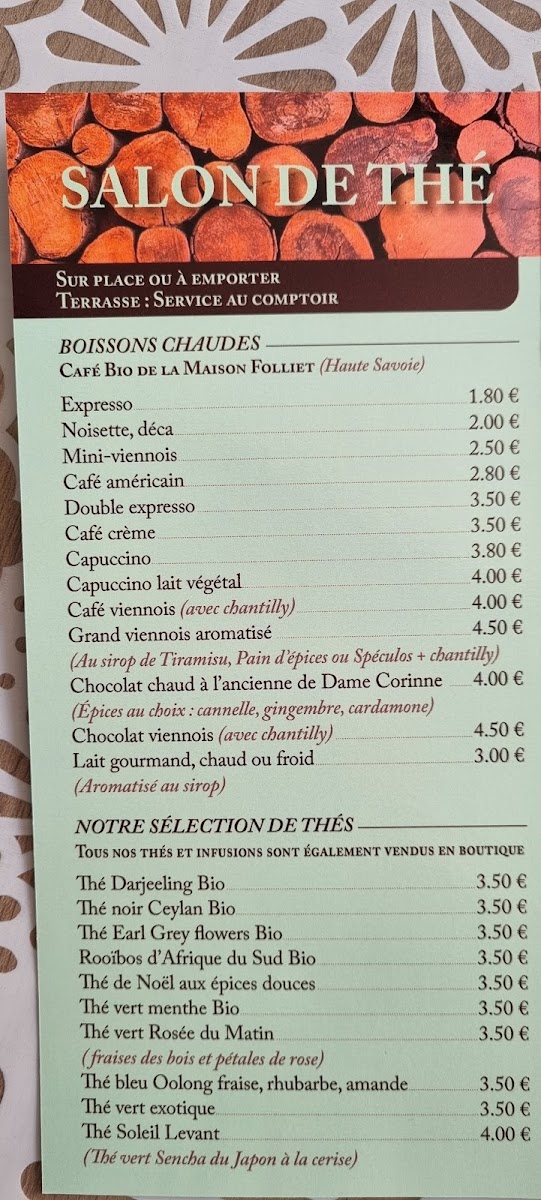 SALON DE THÉ
SUR PLACE OU À EMPORTER
TERRASSE : SERVICE AU COMPTOIR
BOISSONS CHAUDES
CAFÉ BIO DE LA MAISON FOLLIET (Haute Savoie)
Expresso 1.80 €
Noisette, déca 2.00 €
Mini-viennois 2.50 €
Café américain 2.80 €
Double expresso 3.50 €
Café crème 3.50 €
Capuccino 3.80 €
Capuccino lait végétal 4.00 €
Café viennois (avec chantilly) 4.00 €
Grand viennois aromatisé 4.50 €
(Au sirop de Tiramisu, Pain d'épices ou Spéculos + chantilly)
Chocolat chaud à l'ancienne de Dame Corinne 4.00 €
(Épices au choix : cannelle, gingembre, cardamone)
Chocolat viennois (avec chantilly) 4.50 €
Lait gourmand, chaud ou froid 3.00 €
(Aromatisé au sirop)
NOTRE SÉLECTION DE THÉS
TOUS NOS THÉS ET INFUSIONS SONT ÉGALEMENT VENDUS EN BOUTIQUE
Thé Darjeeling Bio 3.50 €
Thé noir Ceylan Bio 3.50 €
Thé Earl Grey flowers Bio 3.50 €
Rooïbos d'Afrique du Sud Bio 3.50 €
Thé de Noël aux épices douces 3.50 €
Thé vert menthe Bio 3.50 €
Thé vert Rosée du Matin 3.50 €
(fraises des bois et pétales de rose)
Thé bleu Oolong fraise, rhubarbe, amande 3.50 €
Thé vert exotique 3.50 €
Thé Soleil Levant 4.00 €
(Thé vert Sencha du Japon à la cerise)